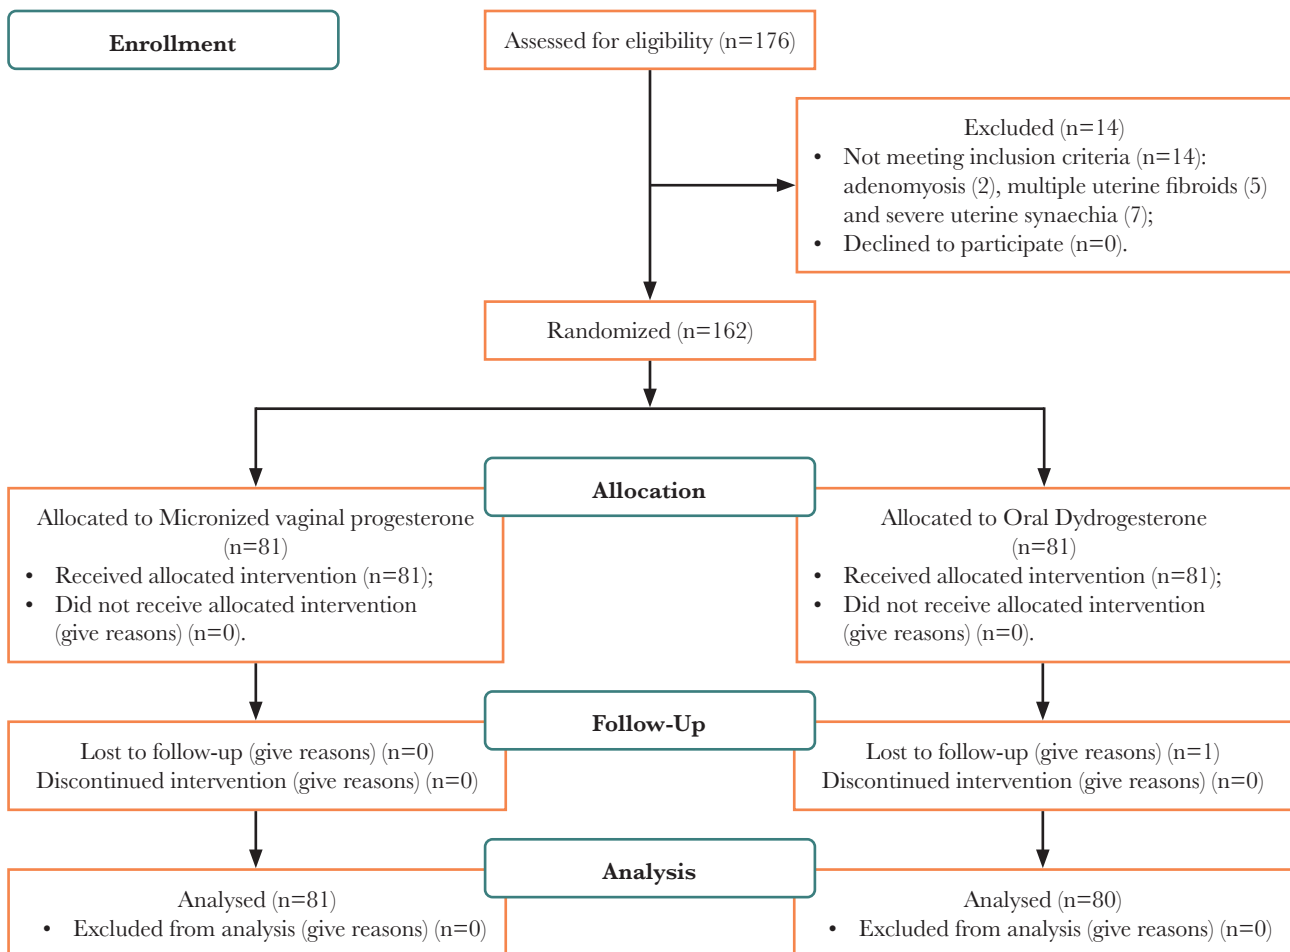 Enrollment
Assessed for eligibility (n=176)
Excluded (n=14)
• Not meeting inclusion criteria (n=14):
adenomyosis (2), multiple uterine fibroids (5)
and severe uterine synaechia (7);
• Declined to participate (n=0).
Randomized (n=162)
Allocation
Allocated to Micronized vaginal progesterone
(n=81)
• Received allocated intervention (n=81);
• Did not receive allocated intervention
(give reasons) (n=0).
Allocated to Oral Dydrogesterone
(n=81)
• Received allocated intervention (n=81);
• Did not receive allocated intervention
(give reasons) (n=0).
Follow-Up
Lost to follow-up (give reasons) (n=0)
Discontinued intervention (give reasons) (n=0)
Lost to follow-up (give reasons) (n=1)
Discontinued intervention (give reasons) (n=0)
Analysis
Analysed (n=81)
• Excluded from analysis (give reasons) (n=0)
Analysed (n=80)
• Excluded from analysis (give reasons) (n=0)